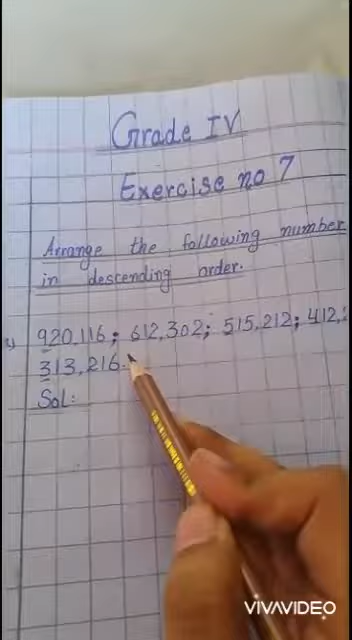 Grade IV
Exercise no 7
Arrange the following number
in descending order.
920,116; 612,302; 515,212; 412,
313,216.
Sol:
VIVAVIDEO